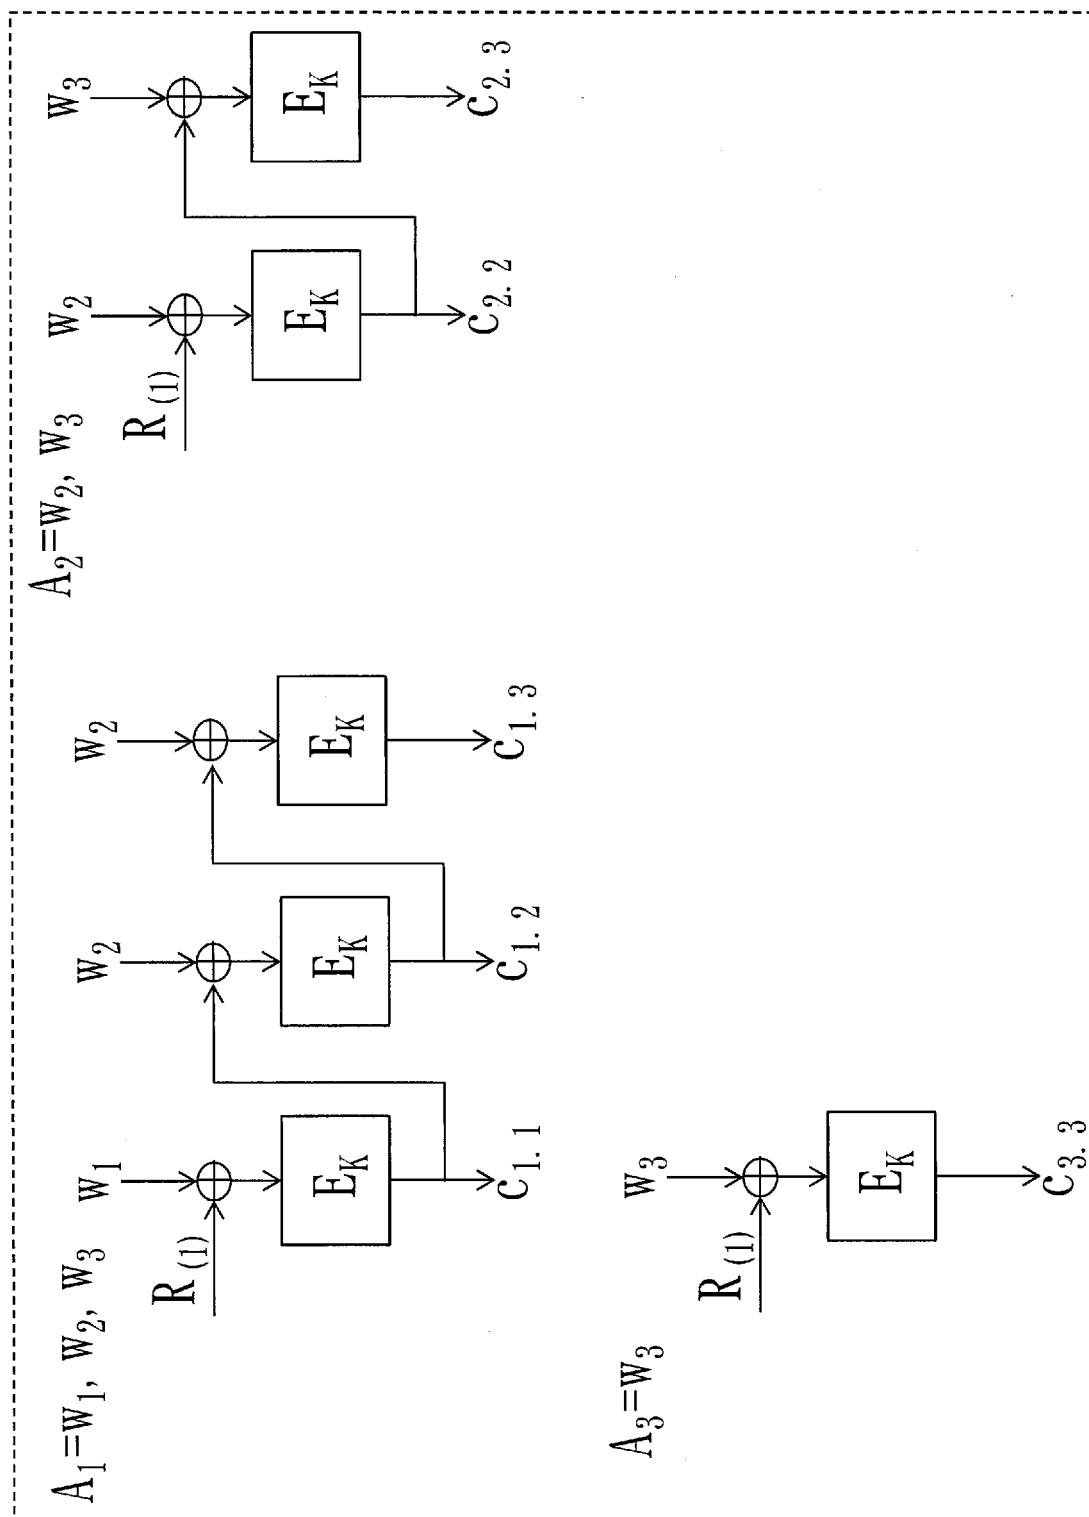 A1=W1, W2, W3
W1
W2
W2
R(1)
EK
EK
EK
C1.1
C1.2
C1.3
A2=W2, W3
W2
W3
R(1)
EK
EK
C2.2
C2.3
A3=W3
W3
R(1)
EK
C3.3